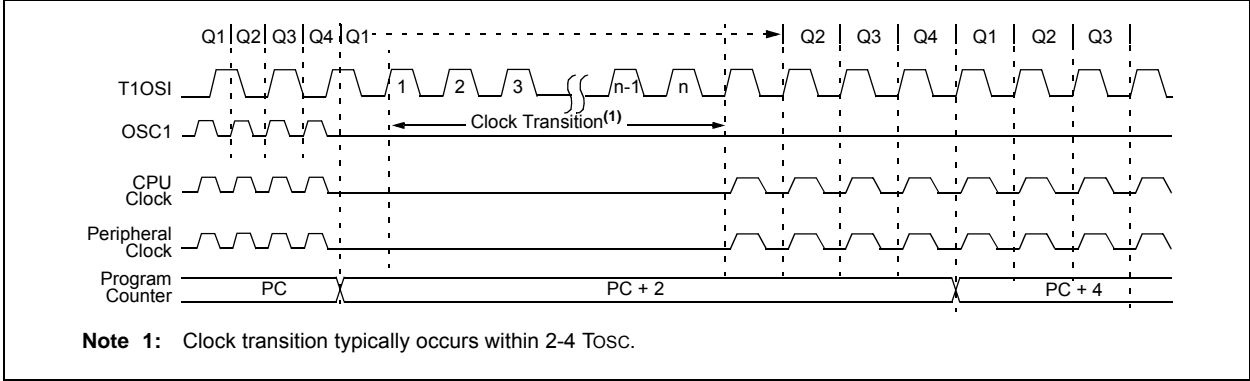 Q1 Q2 Q3 Q4 Q1 Q2 Q3 Q4 Q1 Q2 Q3
T1OSI 1 2 3 n-1 n
Clock Transition(1)
OSC1
CPU
Clock
Peripheral
Clock
Program
Counter
PC PC + 2 PC + 4
Note 1: Clock transition typically occurs within 2-4 TOSC.